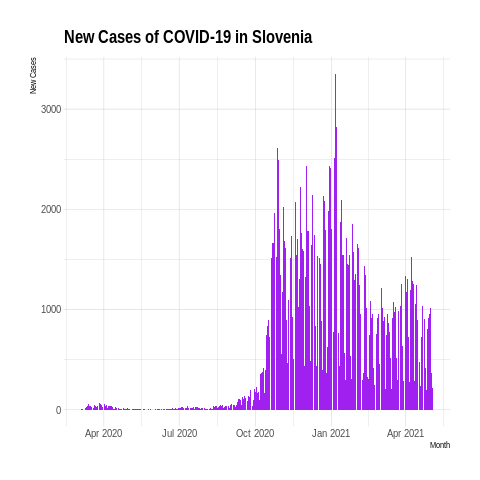 New Cases of COVID-19 in Slovenia
New Cases
3000
2000
1000
0
Apr 2020 Jul 2020 Oct 2020 Jan 2021 Apr 2021
Month